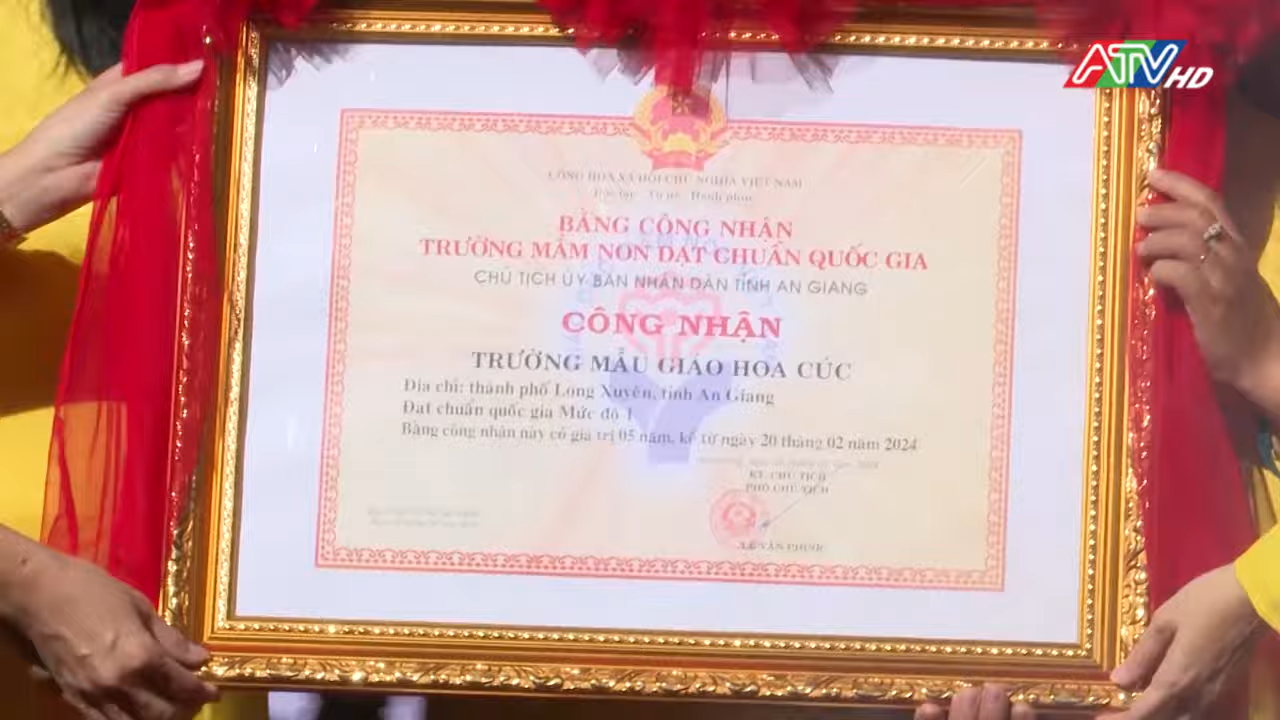 ATV HD
CỘNG HÒA XÃ HỘI CHỦ NGHĨA VIỆT NAM
Độc lập - Tự do - Hạnh phúc
BẰNG CÔNG NHẬN
TRƯỜNG MẦM NON ĐẠT CHUẨN QUỐC GIA
CHỦ TỊCH ỦY BAN NHÂN DÂN TỈNH AN GIANG
CÔNG NHẬN
TRƯỜNG MẪU GIÁO HOA CÚC
Địa chỉ: thành phố Long Xuyên, tỉnh An Giang
Đạt chuẩn quốc gia Mức độ 1
Bằng công nhận này có giá trị 05 năm, kể từ ngày 20 tháng 02 năm 2024
KT. CHỦ TỊCH
PHÓ CHỦ TỊCH
LÊ VĂN PHƯỚC